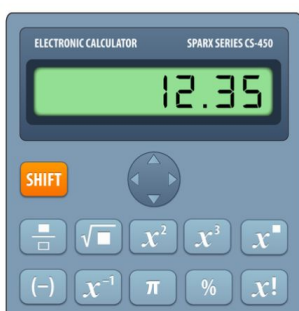 ELECTRONIC CALCULATOR SPARX SERIES CS-450
12.35
SHIFT
√ x² x³ x
(−) x⁻¹ π % x!